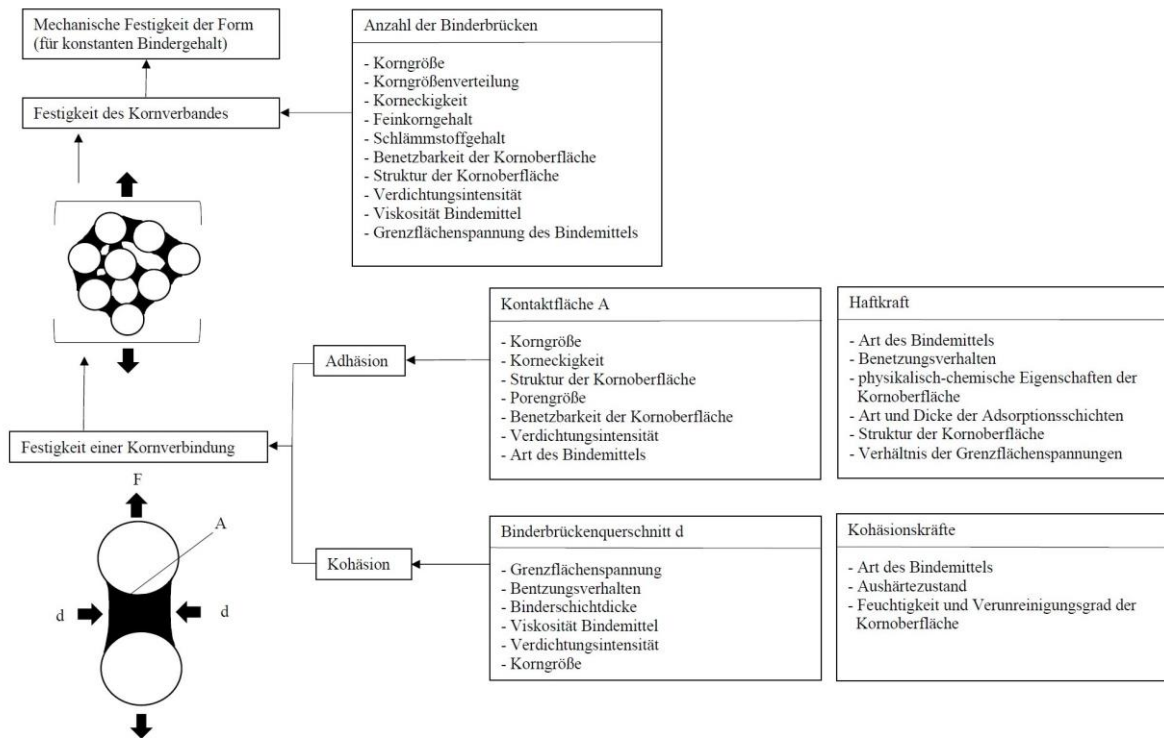 Mechanische Festigkeit der Form
(für konstanten Bindergehalt)
Festigkeit des Kornverbandes
Anzahl der Binderbrücken
- Korngröße
- Korngrößenverteilung
- Korneckigkeit
- Feinkorngehalt
- Schlämmstoffgehalt
- Benetzbarkeit der Kornoberfläche
- Struktur der Kornoberfläche
- Verdichtungsintensität
- Viskosität Bindemittel
- Grenzflächenspannung des Bindemittels
Festigkeit einer Kornverbindung
F
A
d
d
Adhäsion
Kontaktfläche A
- Korngröße
- Korneckigkeit
- Struktur der Kornoberfläche
- Porengröße
- Benetzbarkeit der Kornoberfläche
- Verdichtungsintensität
- Art des Bindemittels
Haftkraft
- Art des Bindemittels
- Benetzungsverhalten
- physikalisch-chemische Eigenschaften der
Kornoberfläche
- Art und Dicke der Adsorptionsschichten
- Struktur der Kornoberfläche
- Verhältnis der Grenzflächenspannungen
Kohäsion
Binderbrückenquerschnitt d
- Grenzflächenspannung
- Bentzungsverhalten
- Binderschichtdicke
- Viskosität Bindemittel
- Verdichtungsintensität
- Korngröße
Kohäsionskräfte
- Art des Bindemittels
- Aushärtezustand
- Feuchtigkeit und Verunreinigungsgrad der
Kornoberfläche